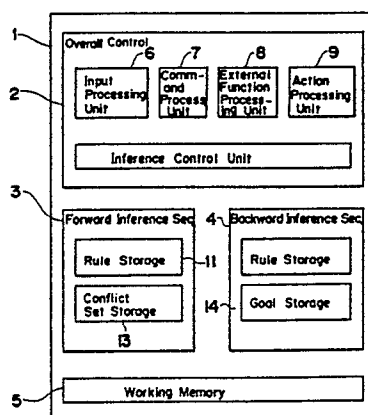 1
Overall Control
6
7
8
9
Input
Processing
Unit
Comm-
and
Process
Unit
External
Function
Process-
ing Unit
Action
Processing
Unit
2
Inference Control Unit
3
Forward Inference Sec.
4
Backward Inference Sec.
Rule Storage
11
Rule Storage
Conflict
Set Storage
13
14
Goal Storage
5
Working Memory